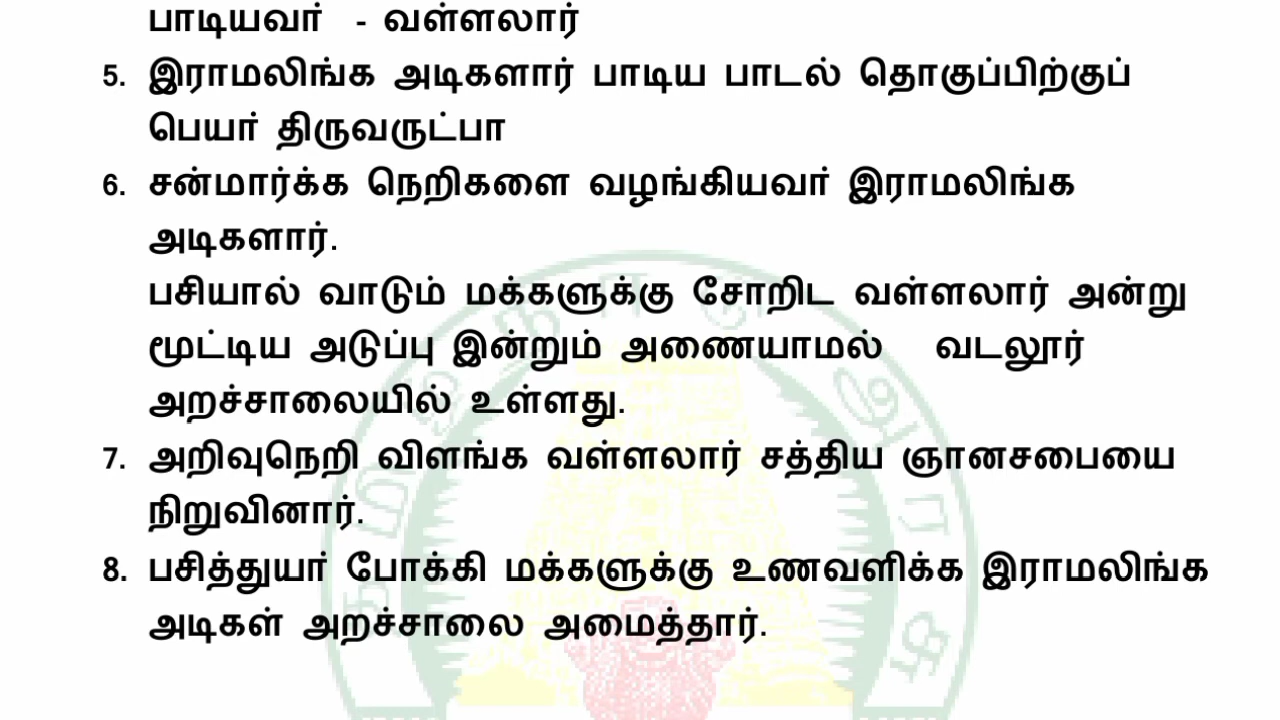 பாடியவர் - வள்ளலார்
5. இராமலிங்க அடிகளார் பாடிய பாடல் தொகுப்பிற்குப்
பெயர் திருவருட்பா
6. சன்மார்க்க நெறிகளை வழங்கியவர் இராமலிங்க
அடிகளார்.
பசியால் வாடும் மக்களுக்கு சோறிட வள்ளலார் அன்று
மூட்டிய அடுப்பு இன்றும் அணையாமல் வடலூர்
அறச்சாலையில் உள்ளது.
7. அறிவுநெறி விளங்க வள்ளலார் சத்திய ஞானசபையை
நிறுவினார்.
8. பசித்துயர் போக்கி மக்களுக்கு உணவளிக்க இராமலிங்க
அடிகள் அறச்சாலை அமைத்தார்.